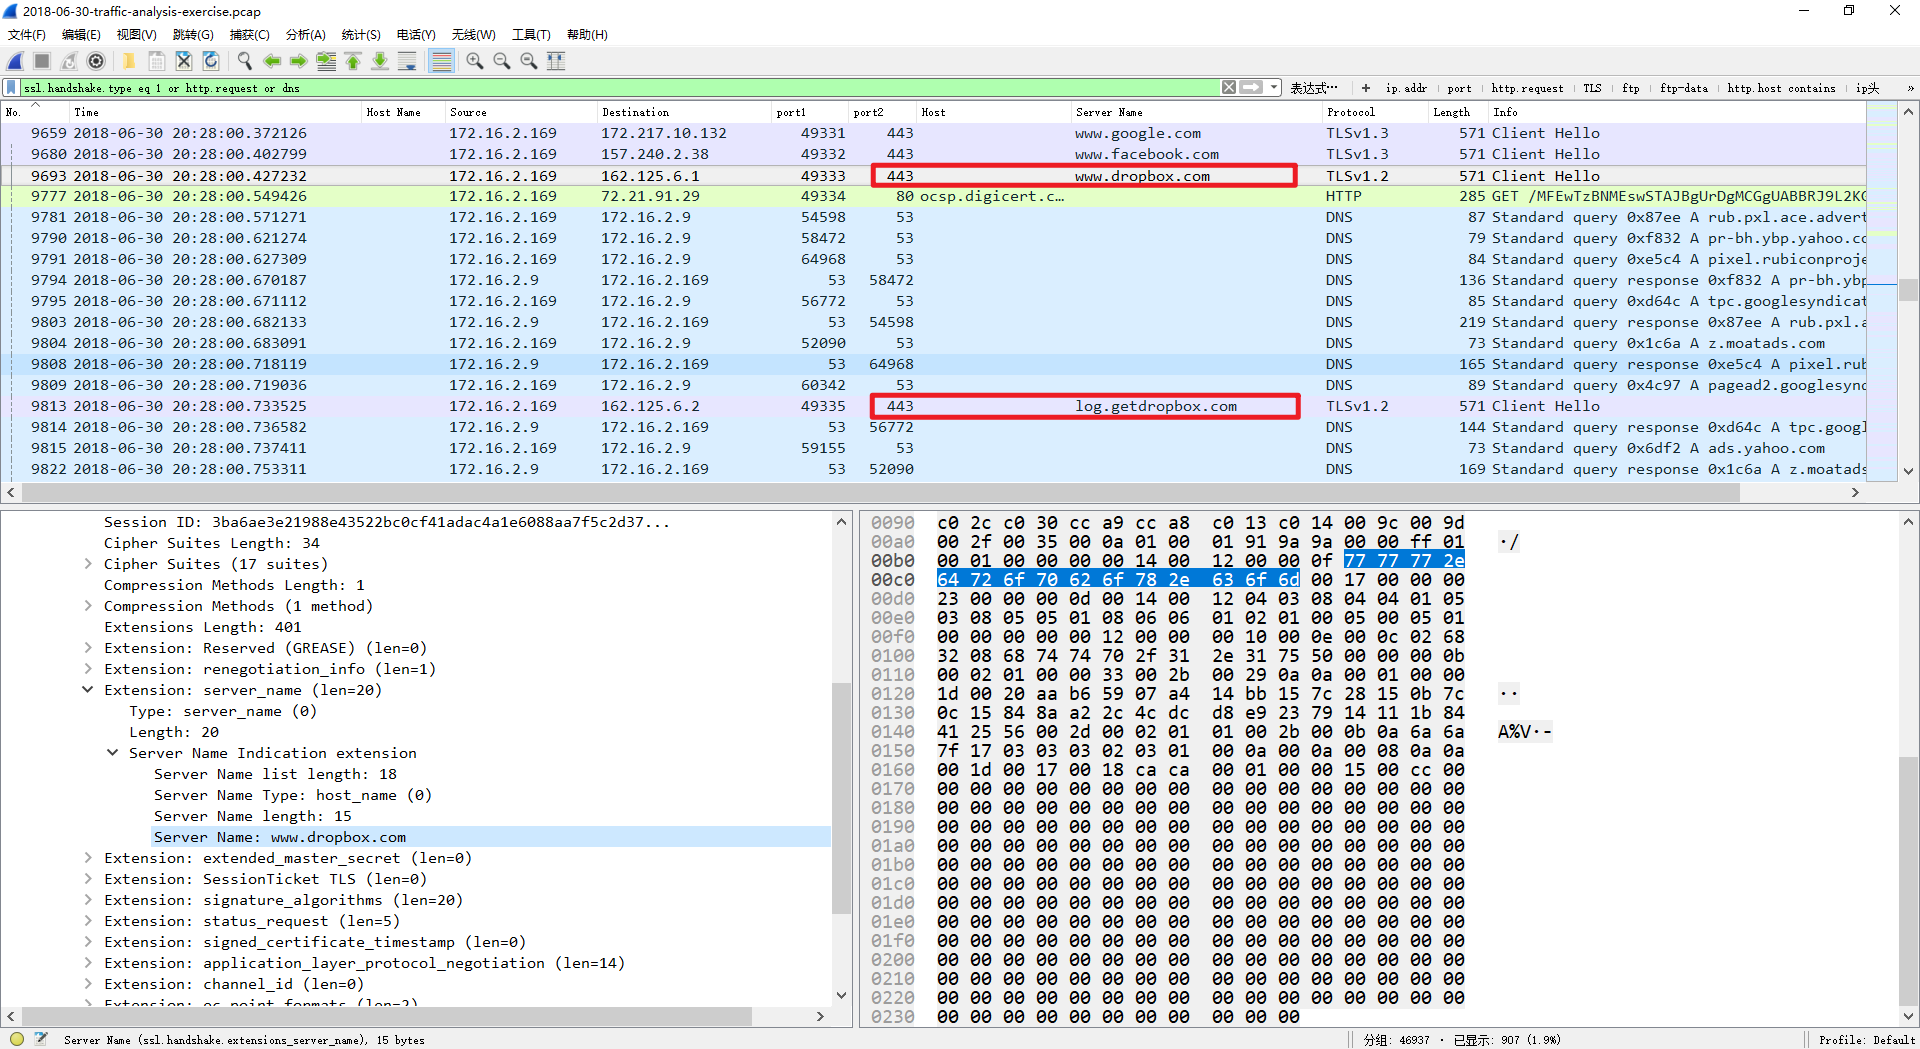 2018-06-30-traffic-analysis-exercise.pcap
文件(F) 编辑(E) 视图(V) 跳转(G) 捕获(C) 分析(A) 统计(S) 电话(Y) 无线(W) 工具(T) 帮助(H)
ssl.handshake.type eq 1 or http.request or dns 表达式… + ip.addr port http.request TLS ftp ftp-data http.host contains ip头 »
No. Time Host Name Source Destination port1 port2 Host Server Name Protocol Length Info
9659 2018-06-30 20:28:00.372126 172.16.2.169 172.217.10.132 49331 443 www.google.com TLSv1.3 571 Client Hello
9680 2018-06-30 20:28:00.402799 172.16.2.169 157.240.2.38 49332 443 www.facebook.com TLSv1.3 571 Client Hello
9693 2018-06-30 20:28:00.427232 172.16.2.169 162.125.6.1 49333 443 www.dropbox.com TLSv1.2 571 Client Hello
9777 2018-06-30 20:28:00.549426 172.16.2.169 72.21.91.29 49334 80 ocsp.digicert.c… HTTP 285 GET /MFEwTzBNMEswSTAJBgUrDgMCGgUABBRJ9L2KC
9781 2018-06-30 20:28:00.571271 172.16.2.169 172.16.2.9 54598 53 DNS 87 Standard query 0x87ee A rub.pxl.ace.advert
9790 2018-06-30 20:28:00.621274 172.16.2.169 172.16.2.9 58472 53 DNS 79 Standard query 0xf832 A pr-bh.ybp.yahoo.co
9791 2018-06-30 20:28:00.627309 172.16.2.169 172.16.2.9 64968 53 DNS 84 Standard query 0xe5c4 A pixel.rubiconproje
9794 2018-06-30 20:28:00.670187 172.16.2.9 172.16.2.169 53 58472 DNS 136 Standard query response 0xf832 A pr-bh.ybp
9795 2018-06-30 20:28:00.671112 172.16.2.169 172.16.2.9 56772 53 DNS 85 Standard query 0xd64c A tpc.googlesyndicat
9803 2018-06-30 20:28:00.682133 172.16.2.9 172.16.2.169 53 54598 DNS 219 Standard query response 0x87ee A rub.pxl.a
9804 2018-06-30 20:28:00.683091 172.16.2.169 172.16.2.9 52090 53 DNS 73 Standard query 0x1c6a A z.moatads.com
9808 2018-06-30 20:28:00.718119 172.16.2.9 172.16.2.169 53 64968 DNS 165 Standard query response 0xe5c4 A pixel.rub
9809 2018-06-30 20:28:00.719036 172.16.2.169 172.16.2.9 60342 53 DNS 89 Standard query 0x4c97 A pagead2.googlesync
9813 2018-06-30 20:28:00.733525 172.16.2.169 162.125.6.2 49335 443 log.getdropbox.com TLSv1.2 571 Client Hello
9814 2018-06-30 20:28:00.736582 172.16.2.9 172.16.2.169 53 56772 DNS 144 Standard query response 0xd64c A tpc.googl
9815 2018-06-30 20:28:00.737411 172.16.2.169 172.16.2.9 59155 53 DNS 73 Standard query 0x6df2 A ads.yahoo.com
9822 2018-06-30 20:28:00.753311 172.16.2.9 172.16.2.169 53 52090 DNS 169 Standard query response 0x1c6a A z.moatads
Session ID: 3ba6ae3e21988e43522bc0cf41adac4a1e6088aa7f5c2d37...
Cipher Suites Length: 34
Cipher Suites (17 suites)
Compression Methods Length: 1
Compression Methods (1 method)
Extensions Length: 401
Extension: Reserved (GREASE) (len=0)
Extension: renegotiation_info (len=1)
Extension: server_name (len=20)
Type: server_name (0)
Length: 20
Server Name Indication extension
Server Name list length: 18
Server Name Type: host_name (0)
Server Name length: 15
Server Name: www.dropbox.com
Extension: extended_master_secret (len=0)
Extension: SessionTicket TLS (len=0)
Extension: signature_algorithms (len=20)
Extension: status_request (len=5)
Extension: signed_certificate_timestamp (len=0)
Extension: application_layer_protocol_negotiation (len=14)
Extension: channel_id (len=0)
Extension: ec_point_formats (len=2)
0090 c0 2c c0 30 cc a9 cc a8 c0 13 c0 14 00 9c 00 9d
00a0 00 2f 00 35 00 0a 01 00 01 91 9a 9a 00 00 ff 01 ·/
00b0 00 01 00 00 00 00 14 00 12 00 00 0f 77 77 77 2e
00c0 64 72 6f 70 62 6f 78 2e 63 6f 6d 00 17 00 00 00
00d0 23 00 00 00 0d 00 14 00 12 04 03 08 04 04 01 05
00e0 03 08 05 05 01 08 06 06 01 02 01 00 05 00 05 01
00f0 00 00 00 00 00 12 00 00 00 10 00 0e 00 0c 02 68
0100 32 08 68 74 74 70 2f 31 2e 31 75 50 00 00 00 0b
0110 00 02 01 00 00 33 00 2b 00 29 0a 0a 00 01 00 00
0120 1d 00 20 aa b6 59 07 a4 14 bb 15 7c 28 15 0b 7c ··
0130 0c 15 84 8a a2 2c 4c dc d8 e9 23 79 14 11 1b 84
0140 41 25 56 00 2d 00 02 01 01 00 2b 00 0b 0a 6a 6a A%V·-
0150 7f 17 03 03 03 02 03 01 00 0a 00 0a 00 08 0a 0a
0160 00 1d 00 17 00 18 ca ca 00 01 00 00 15 00 cc 00
0170 00 00 00 00 00 00 00 00 00 00 00 00 00 00 00 00
0180 00 00 00 00 00 00 00 00 00 00 00 00 00 00 00 00
0190 00 00 00 00 00 00 00 00 00 00 00 00 00 00 00 00
01a0 00 00 00 00 00 00 00 00 00 00 00 00 00 00 00 00
01b0 00 00 00 00 00 00 00 00 00 00 00 00 00 00 00 00
01c0 00 00 00 00 00 00 00 00 00 00 00 00 00 00 00 00
01d0 00 00 00 00 00 00 00 00 00 00 00 00 00 00 00 00
01e0 00 00 00 00 00 00 00 00 00 00 00 00 00 00 00 00
01f0 00 00 00 00 00 00 00 00 00 00 00 00 00 00 00 00
0200 00 00 00 00 00 00 00 00 00 00 00 00 00 00 00 00
0210 00 00 00 00 00 00 00 00 00 00 00 00 00 00 00 00
0220 00 00 00 00 00 00 00 00 00 00 00 00 00 00 00 00
0230 00 00 00 00 00 00 00 00 00 00 00
Server Name (ssl.handshake.extensions_server_name), 15 bytes 分组: 46937 · 已显示: 907 (1.9%) Profile: Default